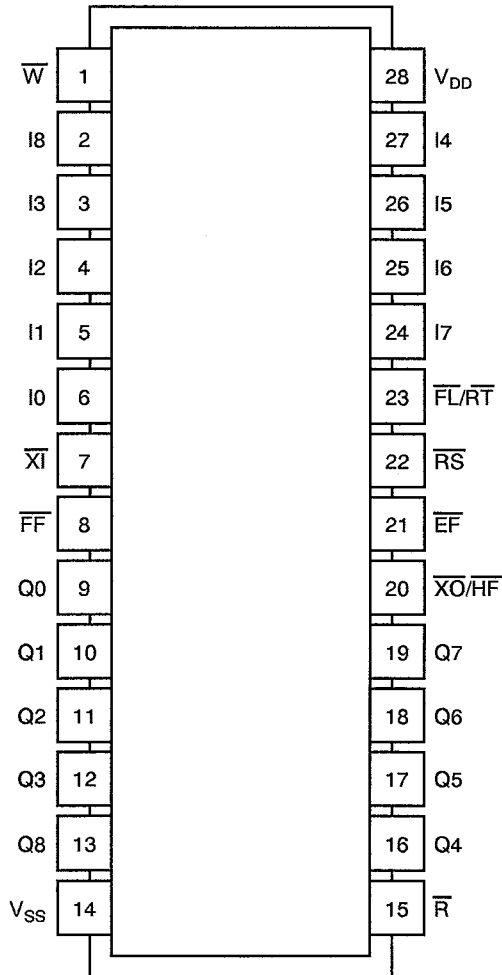 W̅ 1 28 V_DD
I8 2 27 I4
I3 3 26 I5
I2 4 25 I6
I1 5 24 I7
I0 6 23 F̅L̅/R̅T̅
X̅I̅ 7 22 R̅S̅
F̅F̅ 8 21 E̅F̅
Q0 9 20 X̅O̅/H̅F̅
Q1 10 19 Q7
Q2 11 18 Q6
Q3 12 17 Q5
Q8 13 16 Q4
V_SS 14 15 R̅